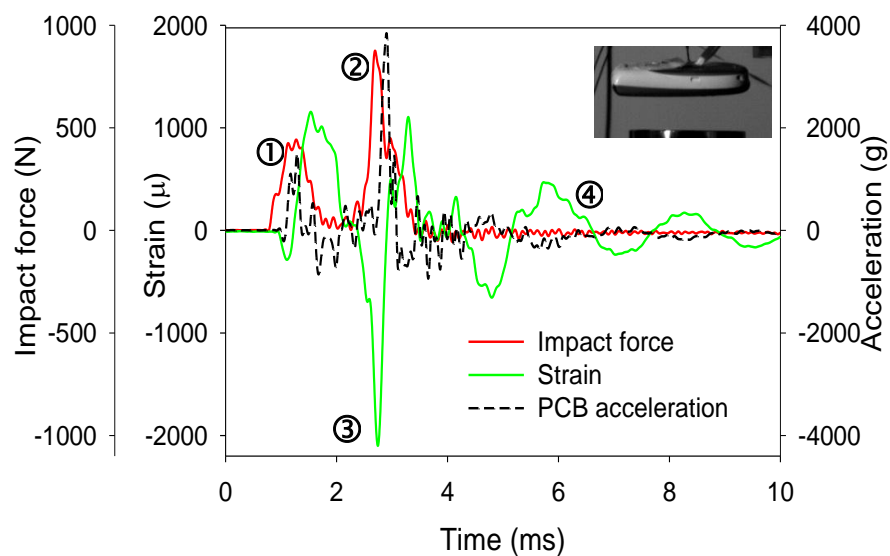 1000
500
0
-500
-1000
Impact force (N)
2000
1000
0
-1000
-2000
Strain (μ)
4000
2000
0
-2000
-4000
Acceleration (g)
①
②
③
④
Impact force
Strain
PCB acceleration
0 2 4 6 8 10
Time (ms)